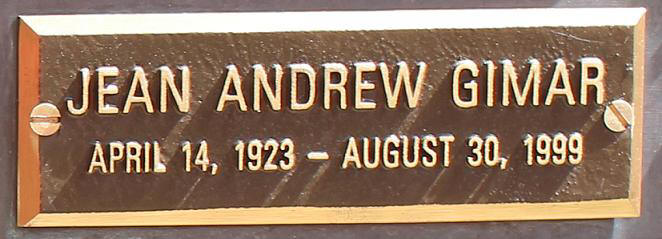 JEAN ANDREW GIMAR
APRIL 14, 1923 – AUGUST 30, 1999